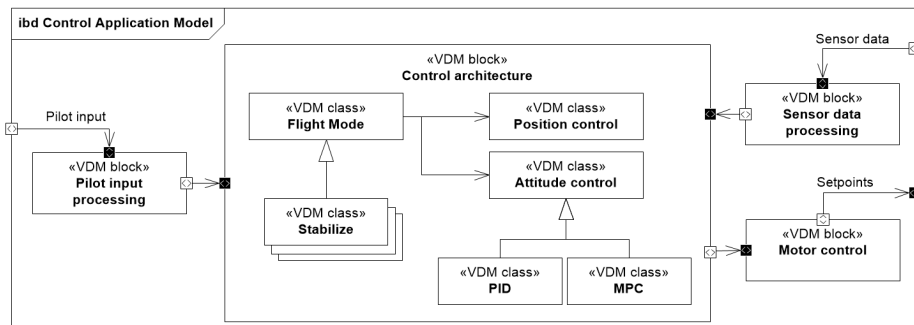 ibd Control Application Model
Sensor data
«VDM block»
Control architecture
«VDM block»
Sensor data
processing
«VDM class»
Flight Mode
«VDM class»
Position control
Pilot input
«VDM block»
Pilot input
processing
«VDM class»
Attitude control
Setpoints
«VDM class»
Stabilize
«VDM block»
Motor control
«VDM class»
PID
«VDM class»
MPC